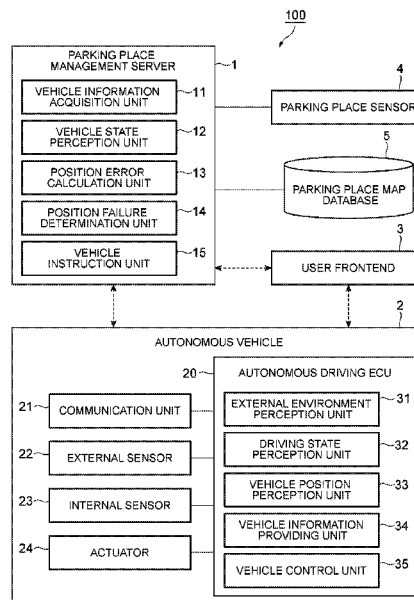 100
PARKING PLACE
MANAGEMENT SERVER
1
VEHICLE INFORMATION
ACQUISITION UNIT
11
VEHICLE STATE
PERCEPTION UNIT
12
POSITION ERROR
CALCULATION UNIT
13
POSITION FAILURE
DETERMINATION UNIT
14
VEHICLE
INSTRUCTION UNIT
15
4
PARKING PLACE SENSOR
5
PARKING PLACE MAP
DATABASE
3
USER FRONTEND
2
AUTONOMOUS VEHICLE
20
AUTONOMOUS DRIVING ECU
21
COMMUNICATION UNIT
22
EXTERNAL SENSOR
23
INTERNAL SENSOR
24
ACTUATOR
EXTERNAL ENVIRONMENT
PERCEPTION UNIT
31
DRIVING STATE
PERCEPTION UNIT
32
VEHICLE POSITION
PERCEPTION UNIT
33
VEHICLE INFORMATION
PROVIDING UNIT
34
VEHICLE CONTROL UNIT
35